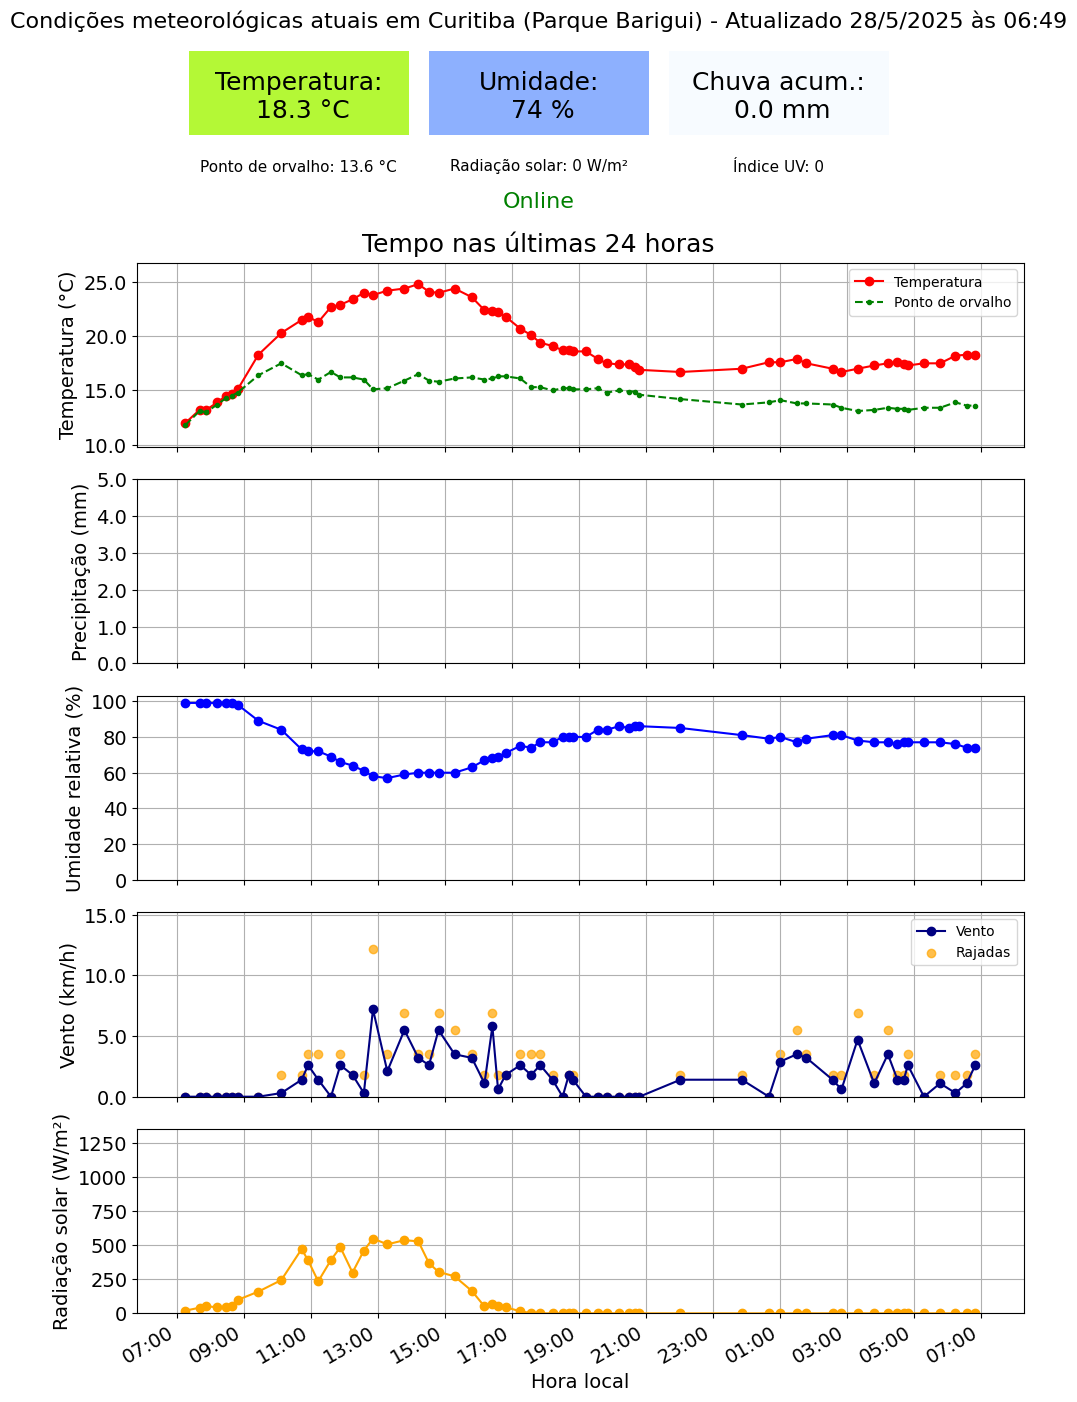 Condições meteorológicas atuais em Curitiba (Parque Barigui) - Atualizado 28/5/2025 às 06:49
Temperatura:
18.3 °C
Umidade:
74 %
Chuva acum.:
0.0 mm
Ponto de orvalho: 13.6 °C
Radiação solar: 0 W/m²
Índice UV: 0
Online
Tempo nas últimas 24 horas
Temperatura (°C)
25.0
20.0
15.0
10.0
Temperatura
Ponto de orvalho
Precipitação (mm)
5.0
4.0
3.0
2.0
1.0
0.0
Umidade relativa (%)
100
80
60
40
20
0
Vento (km/h)
15.0
10.0
5.0
0.0
Vento
Rajadas
Radiação solar (W/m²)
1250
1000
750
500
250
0
07:00
09:00
11:00
13:00
15:00
17:00
19:00
21:00
23:00
01:00
03:00
05:00
07:00
Hora local